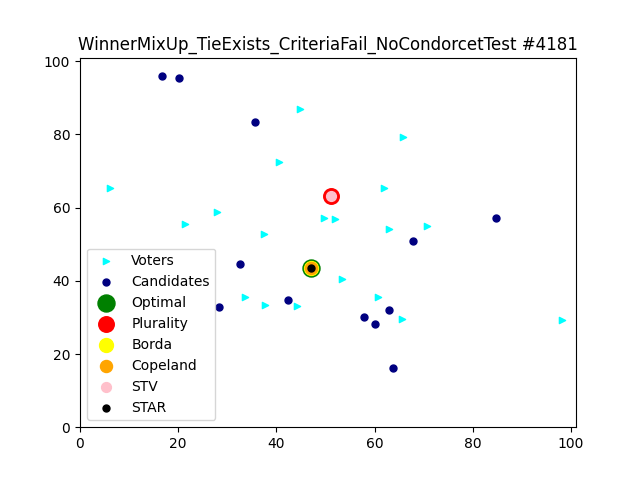 WinnerMixUp_TieExists_CriteriaFail_NoCondorcetTest #4181
100
80
60
40
20
0
Voters
Candidates
Optimal
Plurality
Borda
Copeland
STV
STAR
0 20 40 60 80 100